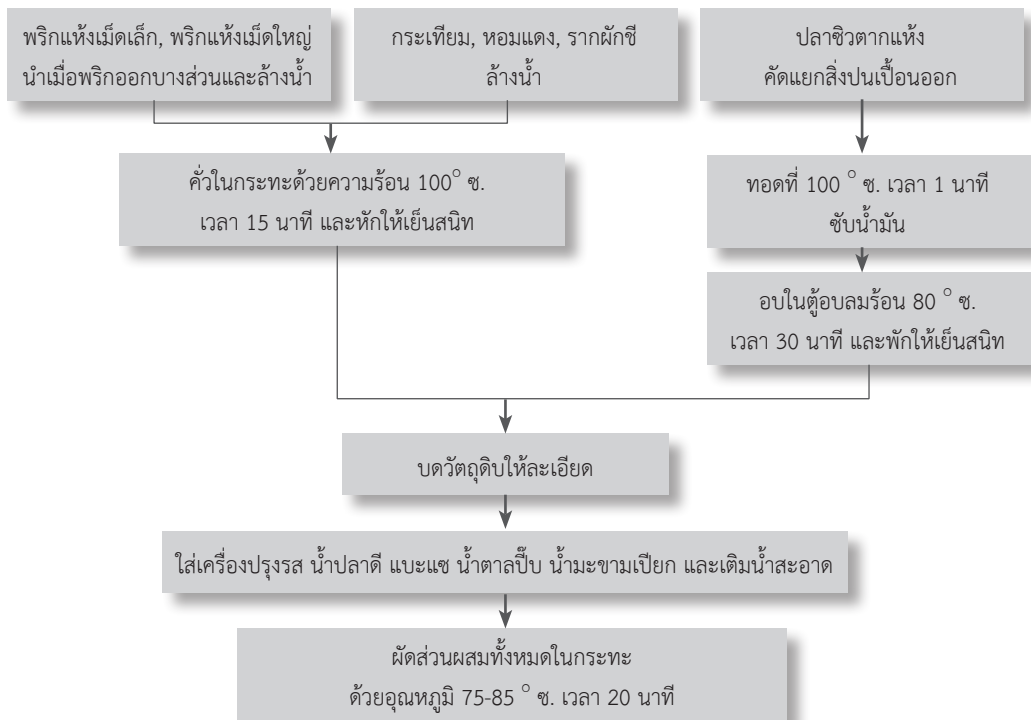 พริกแห้งเม็ดเล็ก, พริกแห้งเม็ดใหญ่
นำเมื่อพริกออกบางส่วนและล้างน้ำ
กระเทียม, หอมแดง, รากผักชี
ล้างน้ำ
ปลาซิวตากแห้ง
คัดแยกสิ่งปนเปื้อนออก
คั่วในกระทะด้วยความร้อน 100° ซ.
เวลา 15 นาที และหักให้เย็นสนิท
ทอดที่ 100 ° ซ. เวลา 1 นาที
ซับน้ำมัน
อบในตู้อบลมร้อน 80 ° ซ.
เวลา 30 นาที และพักให้เย็นสนิท
บดวัตถุดิบให้ละเอียด
ใส่เครื่องปรุงรส น้ำปลาดี แบะแซ น้ำตาลปี๊บ น้ำมะขามเปียก และเติมน้ำสะอาด
ผัดส่วนผสมทั้งหมดในกระทะ
ด้วยอุณหภูมิ 75-85 ° ซ. เวลา 20 นาที